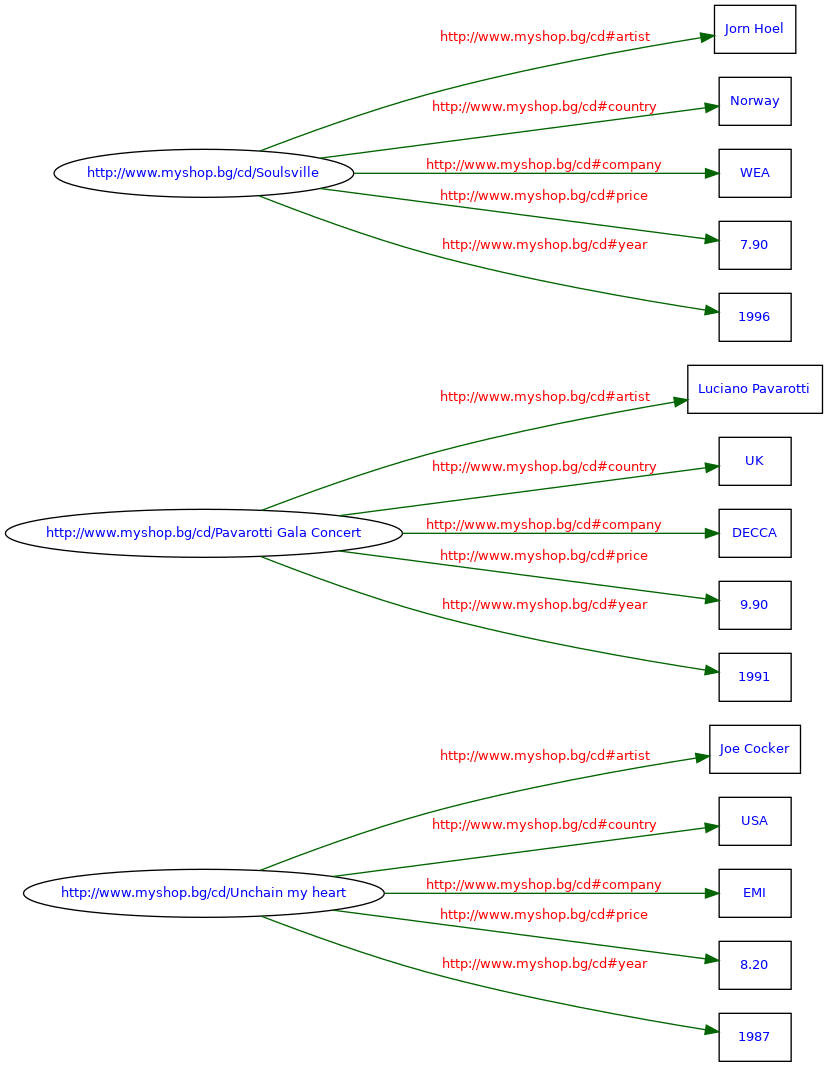 http://www.myshop.bg/cd#artist
Jorn Hoel
http://www.myshop.bg/cd#country
Norway
http://www.myshop.bg/cd/Soulsville
http://www.myshop.bg/cd#company
WEA
http://www.myshop.bg/cd#price
7.90
http://www.myshop.bg/cd#year
1996
http://www.myshop.bg/cd#artist
Luciano Pavarotti
http://www.myshop.bg/cd#country
UK
http://www.myshop.bg/cd/Pavarotti Gala Concert
http://www.myshop.bg/cd#company
DECCA
http://www.myshop.bg/cd#price
9.90
http://www.myshop.bg/cd#year
1991
http://www.myshop.bg/cd#artist
Joe Cocker
http://www.myshop.bg/cd#country
USA
http://www.myshop.bg/cd/Unchain my heart
http://www.myshop.bg/cd#company
EMI
http://www.myshop.bg/cd#price
8.20
http://www.myshop.bg/cd#year
1987